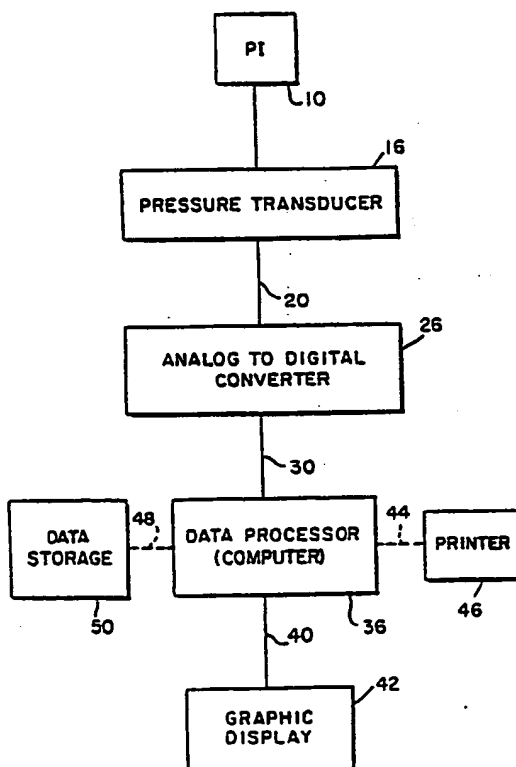 PI
10
16
PRESSURE TRANSDUCER
20
26
ANALOG TO DIGITAL
CONVERTER
30
DATA
STORAGE
50
48
DATA PROCESSOR
(COMPUTER)
36
44
PRINTER
46
40
42
GRAPHIC
DISPLAY